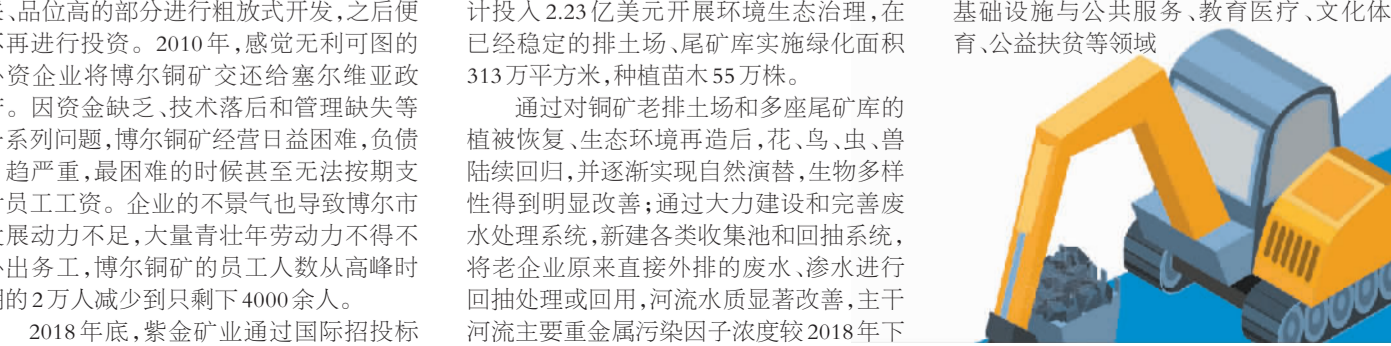 、品位高的部分进行粗放式开发,之后便
再进行投资。2010年,感觉无利可图的
资企业将博尔铜矿交还给塞尔维亚政
。因资金缺乏、技术落后和管理缺失等
系列问题,博尔铜矿经营日益困难,负债
趋严重,最困难的时候甚至无法按期支
员工工资。企业的不景气也导致博尔市
展动力不足,大量青壮年劳动力不得不
出务工,博尔铜矿的员工人数从高峰时
的2万人减少到只剩下4000余人。
2018年底,紫金矿业通过国际招投标
计投入2.23亿美元开展环境生态治理,在
已经稳定的排土场、尾矿库实施绿化面积
313万平方米,种植苗木55万株。
通过对铜矿老排土场和多座尾矿库的
植被恢复、生态环境再造后,花、鸟、虫、兽
陆续回归,并逐渐实现自然演替,生物多样
性得到明显改善;通过大力建设和完善废
水处理系统,新建各类收集池和回抽系统,
将老企业原来直接外排的废水、渗水进行
回抽处理或回用,河流水质显著改善,主干
河流主要重金属污染因子浓度较2018年下
基础设施与公共服务、教育医疗、文化体
育、公益扶贫等领域